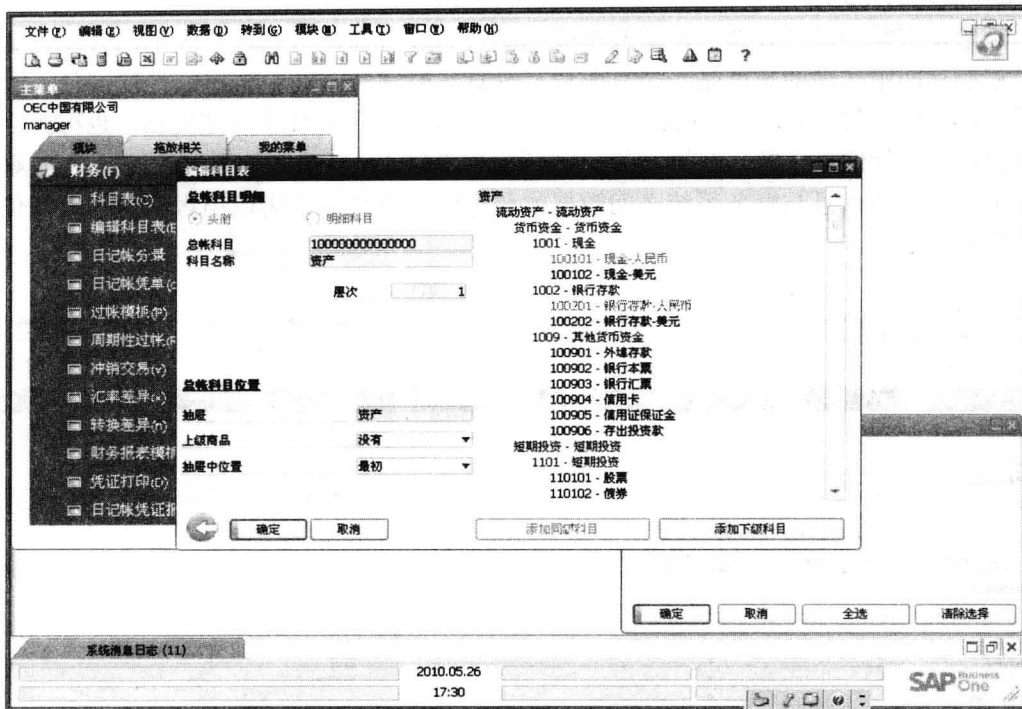 文件(F) 编辑(E) 视图(V) 数据(D) 转到(G) 模块(M) 工具(T) 窗口(W) 帮助(H)
主菜单
OEC中国有限公司
manager
模块 拖放相关 我的菜单
财务(F)
科目表(C)
编辑科目表(E
日记帐分录
日记帐凭单(
过帐模板(P)
周期性过帐(R
冲销交易(V)
汇率差异(X)
转换差异(n)
财务报表模板
凭证打印(D)
日记帐凭证报
编辑科目表
总帐科目明细
头衔 明细科目
总帐科目 100000000000000
科目名称 资产
层次 1
总帐科目位置
抽屉 资产
上级商品 没有
抽屉中位置 最初
确定 取消
资产
流动资产 - 流动资产
货币资金 - 货币资金
1001 - 现金
100101 - 现金-人民币
100102 - 现金-美元
1002 - 银行存款
100201 - 银行存款-人民币
100202 - 银行存款-美元
1009 - 其他货币资金
100901 - 外埠存款
100902 - 银行本票
100903 - 银行汇票
100904 - 信用卡
100905 - 信用证保证金
100906 - 存出投资款
短期投资 - 短期投资
1101 - 短期投资
110101 - 股票
110102 - 债券
添加同级科目 添加下级科目
确定 取消 全选 清除选择
系统消息日志 (11)
2010.05.26
17:30
SAP Business One